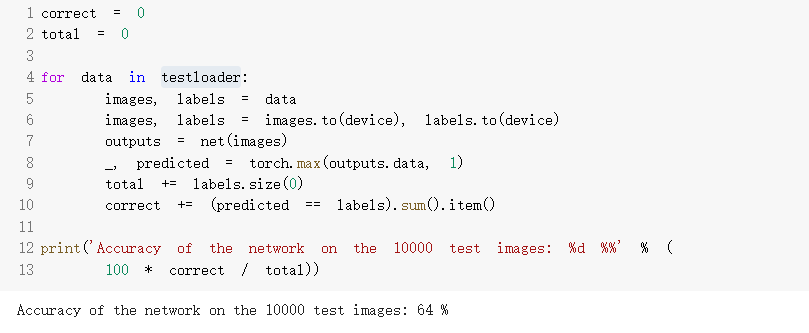 1 correct = 0
2 total = 0
3
4 for data in testloader:
5 images, labels = data
6 images, labels = images.to(device), labels.to(device)
7 outputs = net(images)
8 _, predicted = torch.max(outputs.data, 1)
9 total += labels.size(0)
10 correct += (predicted == labels).sum().item()
11
12 print('Accuracy of the network on the 10000 test images: %d %%' % (
13 100 * correct / total))
Accuracy of the network on the 10000 test images: 64 %